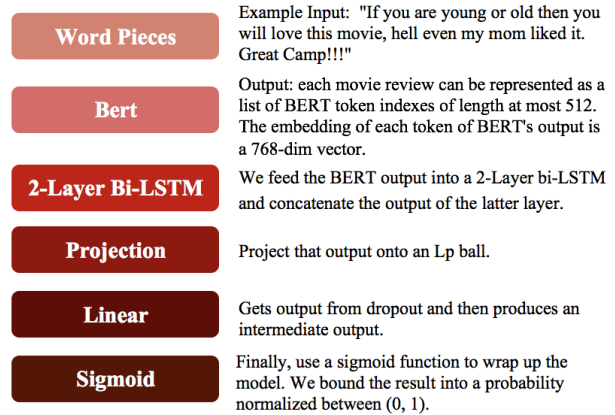 Word Pieces
Example Input:  "If you are young or old then you
will love this movie, hell even my mom liked it.
Great Camp!!!"
Bert
Output: each movie review can be represented as a
list of BERT token indexes of length at most 512.
The embedding of each token of BERT's output is
a 768-dim vector.
2-Layer Bi-LSTM
We feed the BERT output into a 2-Layer bi-LSTM
and concatenate the output of the latter layer.
Projection
Project that output onto an Lp ball.
Linear
Gets output from dropout and then produces an
intermediate output.
Sigmoid
Finally, use a sigmoid function to wrap up the
model. We bound the result into a probability
normalized between (0, 1).